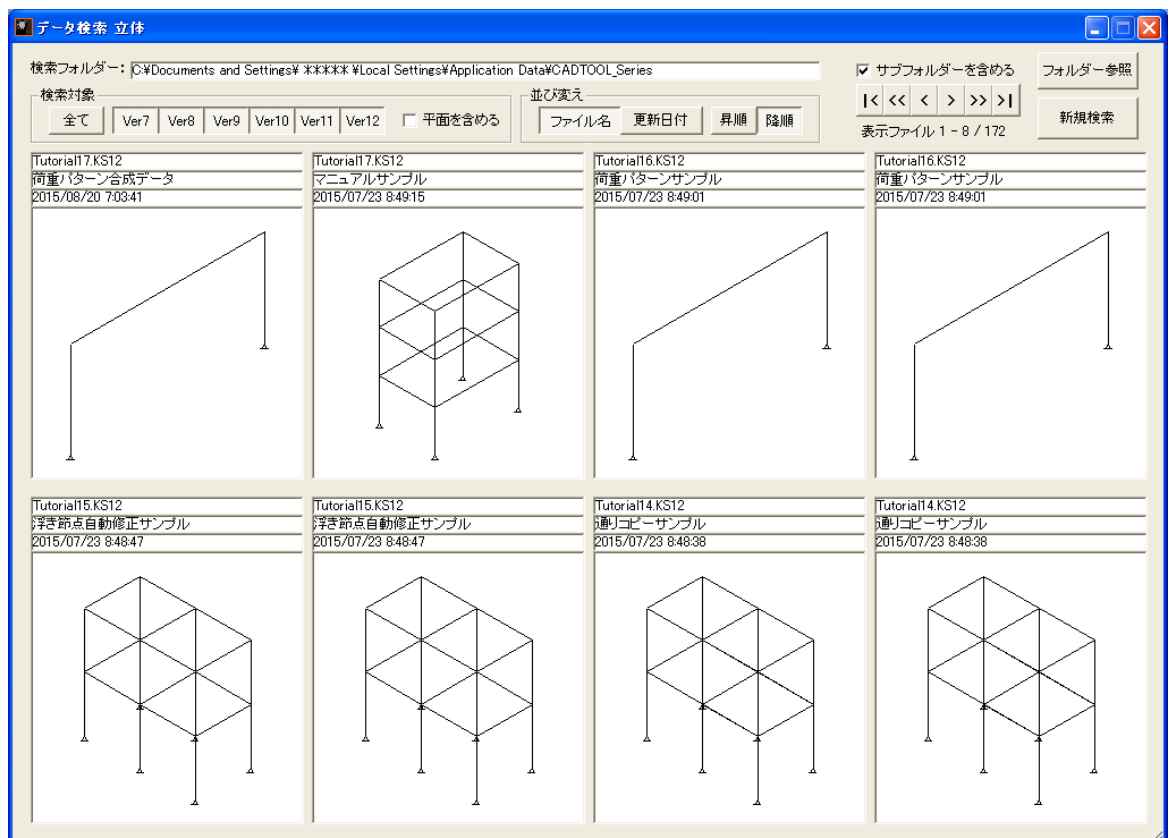 データ検索 立体
検索フォルダー: C:¥Documents and Settings¥ ***** ¥Local Settings¥Application Data¥CADTOOL_Series
サブフォルダーを含める
フォルダー参照
検索対象
全て Ver7 Ver8 Ver9 Ver10 Ver11 Ver12 平面を含める
並び変え
ファイル名 更新日付 昇順 降順
|< << < > >> >|
表示ファイル 1 - 8 / 172
新規検索
Tutorial17.KS12
荷重パターン合成データ
2015/08/20 7:03:41
Tutorial17.KS12
マニュアルサンプル
2015/07/23 8:49:15
Tutorial16.KS12
荷重パターンサンプル
2015/07/23 8:49:01
Tutorial16.KS12
荷重パターンサンプル
2015/07/23 8:49:01
Tutorial15.KS12
浮き節点自動修正サンプル
2015/07/23 8:48:47
Tutorial15.KS12
浮き節点自動修正サンプル
2015/07/23 8:48:47
Tutorial14.KS12
通りコピーサンプル
2015/07/23 8:48:38
Tutorial14.KS12
通りコピーサンプル
2015/07/23 8:48:38